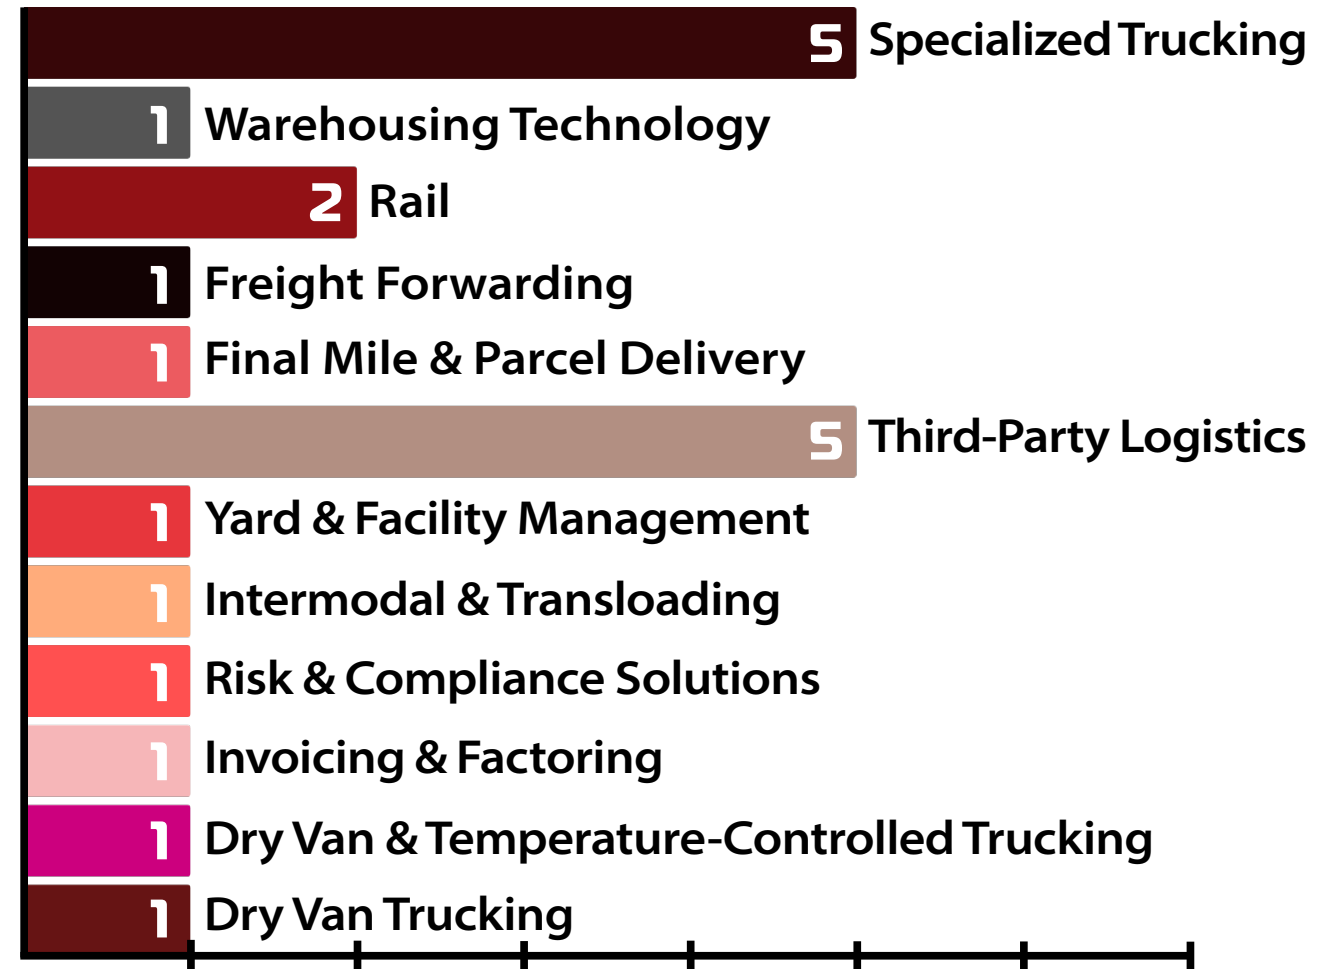 5 Specialized Trucking
1 Warehousing Technology
2 Rail
1 Freight Forwarding
1 Final Mile & Parcel Delivery
5 Third-Party Logistics
1 Yard & Facility Management
1 Intermodal & Transloading
1 Risk & Compliance Solutions
1 Invoicing & Factoring
1 Dry Van & Temperature-Controlled Trucking
1 Dry Van Trucking